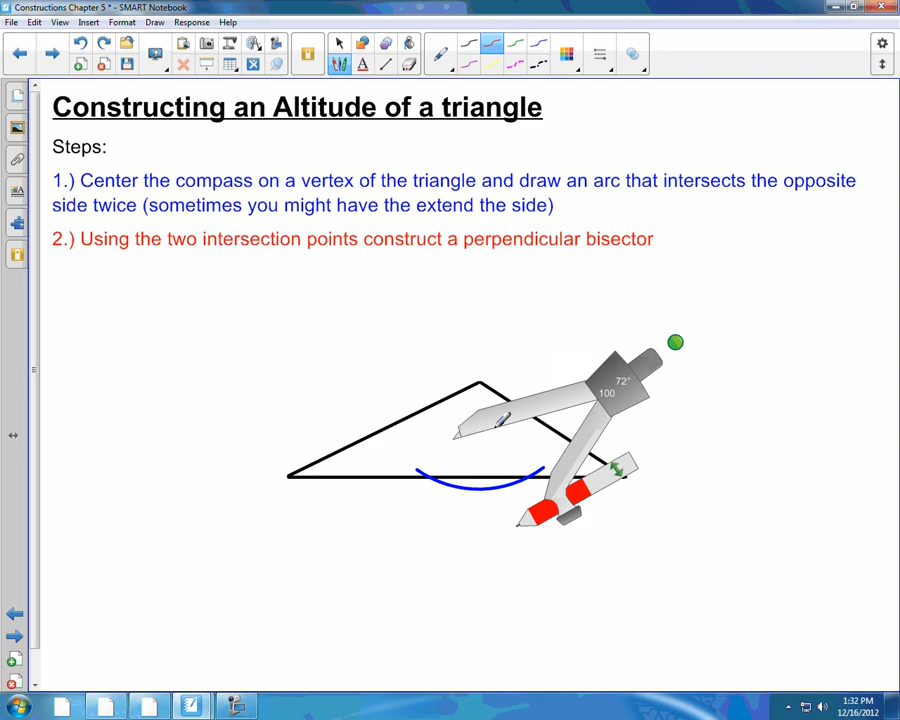 Constructions Chapter 5 * - SMART Notebook
File Edit View Insert Format Draw Response Help
Constructing an Altitude of a triangle
Steps:
1.) Center the compass on a vertex of the triangle and draw an arc that intersects the opposite
side twice (sometimes you might have the extend the side)
2.) Using the two intersection points construct a perpendicular bisector
72°
100
1:32 PM
12/16/2012